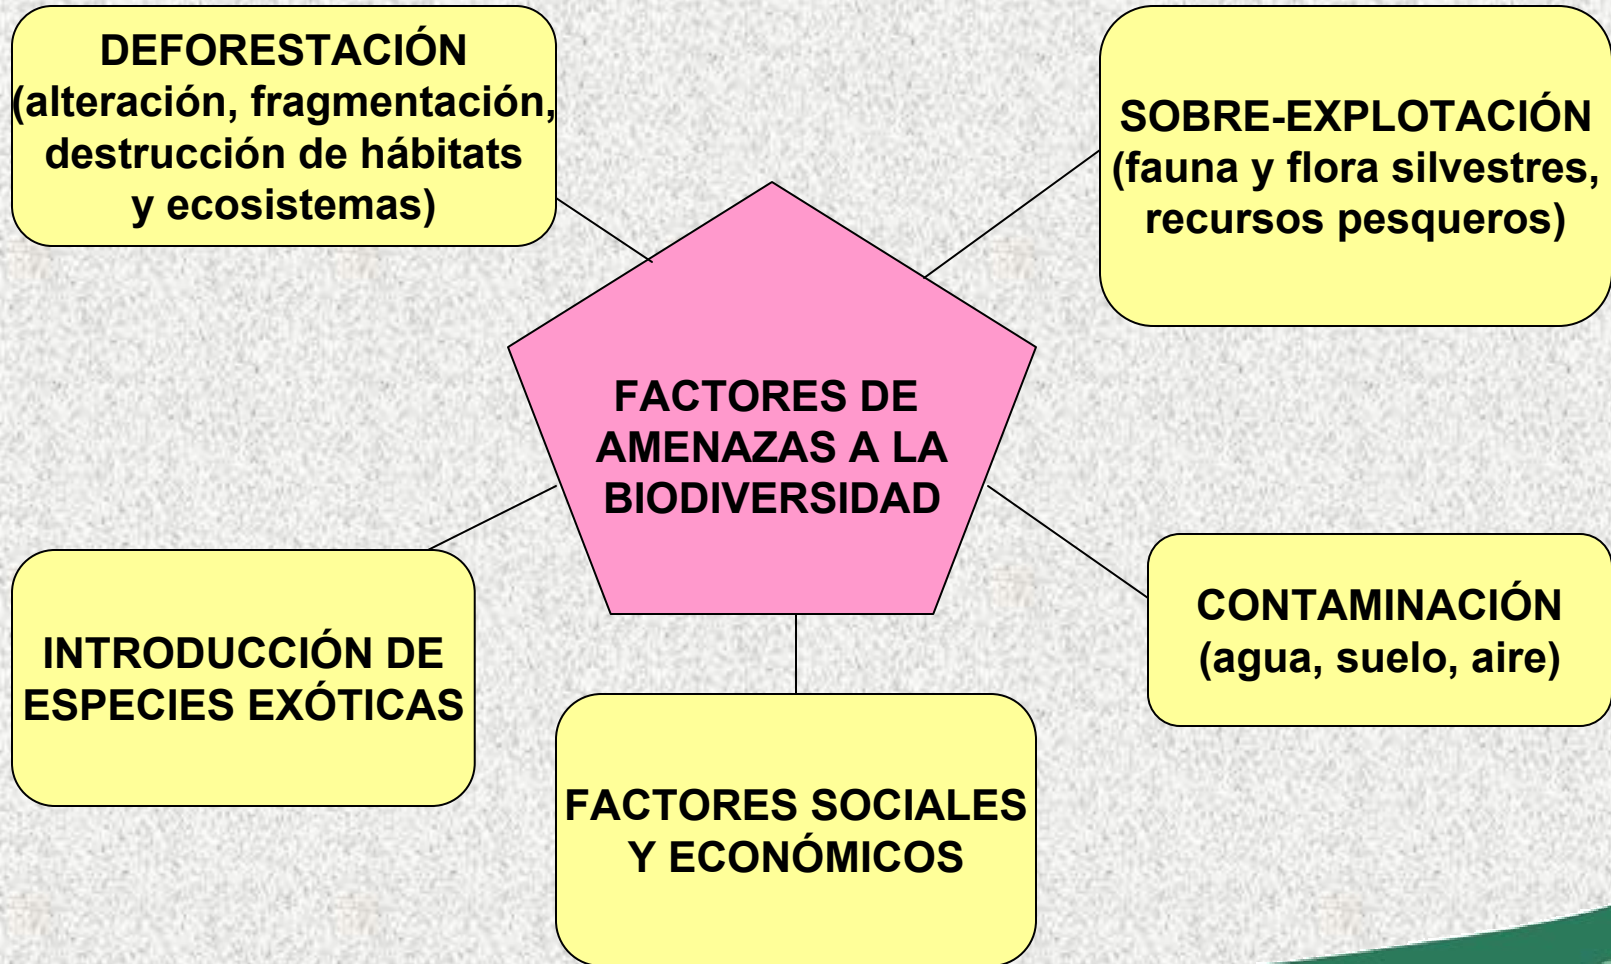 DEFORESTACIÓN
(alteración, fragmentación,
destrucción de hábitats
y ecosistemas)
SOBRE-EXPLOTACIÓN
(fauna y flora silvestres,
recursos pesqueros)
FACTORES DE
AMENAZAS A LA
BIODIVERSIDAD
INTRODUCCIÓN DE
ESPECIES EXÓTICAS
CONTAMINACIÓN
(agua, suelo, aire)
FACTORES SOCIALES
Y ECONÓMICOS